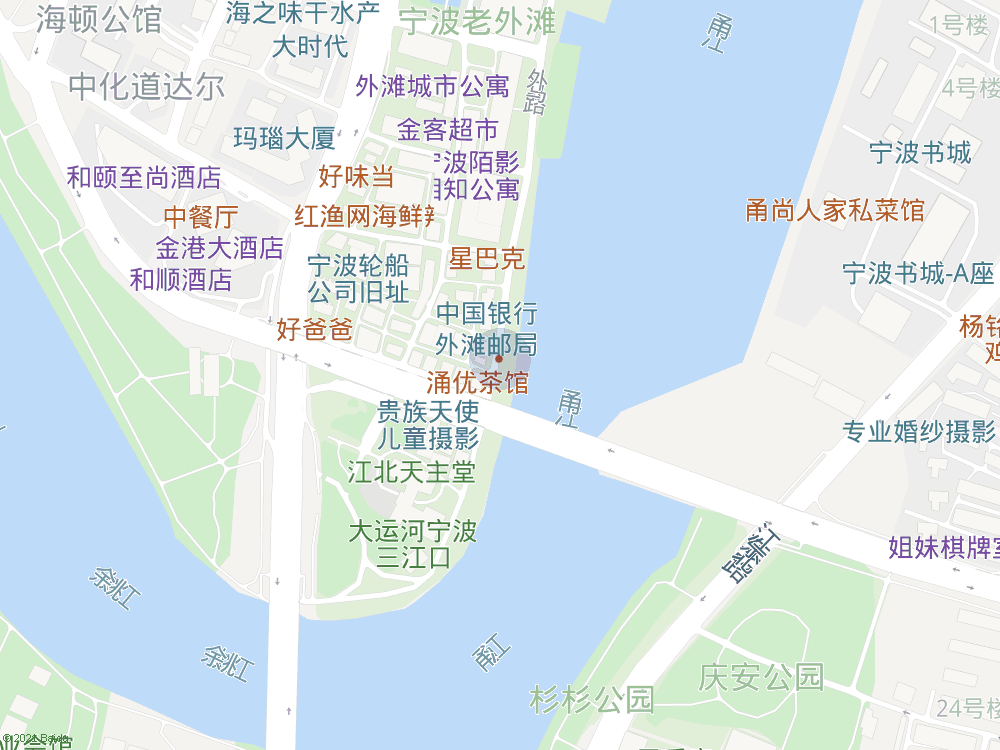 海顿公馆
海之味干水产
大时代
宁波老外滩
甬江
1号楼
中化道达尔
外滩城市公寓
外
路
4号楼
金客超市
玛瑙大厦
宁波陌影
相知公寓
宁波书城
和颐至尚酒店
好味当
中餐厅
红渔网海鲜
甬尚人家私菜馆
金港大酒店
星巴克
和顺酒店
宁波轮船
公司旧址
宁波书城-A座
中国银行
好爸爸
外滩邮局
杨铭
鸡
涌优茶馆
甬江
贵族天使
儿童摄影
专业婚纱摄影
江北天主堂
大运河宁波
三江口
江东北路
姐妹棋牌室
余姚江
余姚江
甬江
庆安公园
杉杉公园
24号楼
© 2021 Baidu